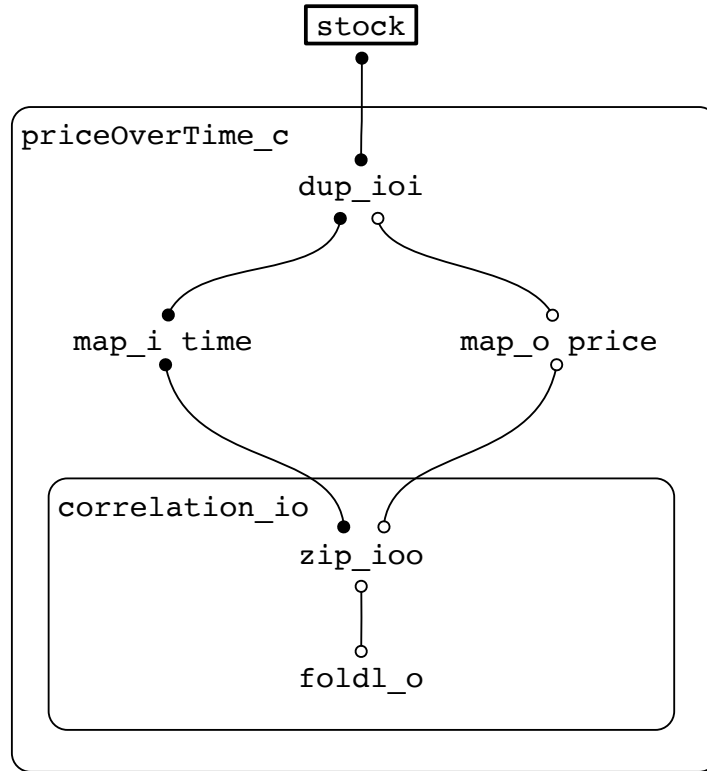 stock
priceOverTime_c
dup_ioi
map_i time
map_o price
correlation_io
zip_ioo
foldl_o